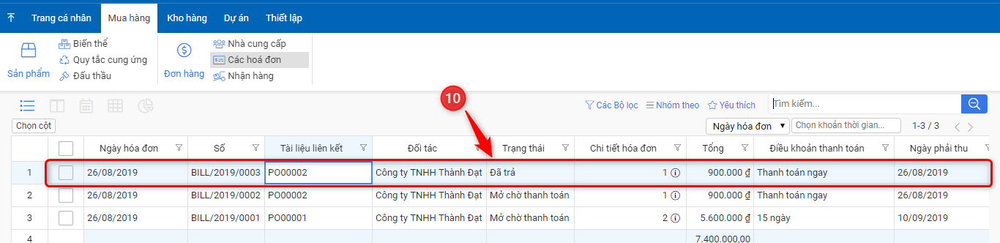 Trang cá nhân Mua hàng Kho hàng Dự án Thiết lập
Biến thể Nhà cung cấp
Quy tắc cung ứng Các hoá đơn
Sản phẩm Đơn hàng
Đấu thầu Nhận hàng
10
Các Bộ lọc Nhóm theo Yêu thích Tìm kiếm...
Chọn cột Ngày hóa đơn Chọn khoản thời gian... 1-3 / 3
Ngày hóa đơn Số Tài liệu liên kết Đối tác Trạng thái Chi tiết hóa đơn Tổng Điều khoản thanh toán Ngày phải thu
1 26/08/2019 BILL/2019/0003 PO00002 Công ty TNHH Thành Đạt Đã trả 1 900.000 ₫ Thanh toán ngay 26/08/2019
2 26/08/2019 BILL/2019/0002 PO00002 Công ty TNHH Thành Đạt Mở chờ thanh toán 1 900.000 ₫ Thanh toán ngay 26/08/2019
3 26/08/2019 BILL/2019/0001 PO00001 Công ty TNHH Thành Đạt Mở chờ thanh toán 2 5.600.000 ₫ 15 ngày 10/09/2019
4 7.400.000,00